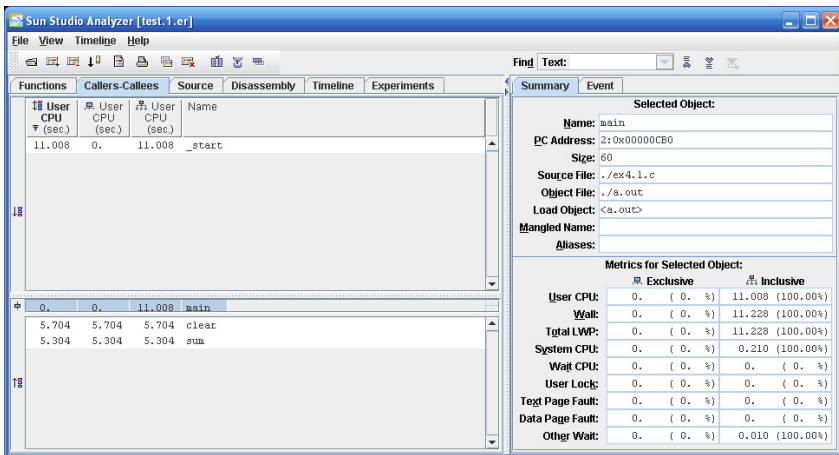 Sun Studio Analyzer [test.1.er]
File View Timeline Help
Find Text:
Functions Callers-Callees Source Disassembly Timeline Experiments
User CPU (sec.) User CPU (sec.) User CPU (sec.) Name
11.008 0. 11.008 _start
0. 0. 11.008 main
5.704 5.704 5.704 clear
5.304 5.304 5.304 sum
Summary Event
Selected Object:
Name: main
PC Address: 2:0x00000CB0
Size: 60
Source File: ./ex4.1.c
Object File: ./a.out
Load Object: <a.out>
Mangled Name:
Aliases:
Metrics for Selected Object:
Exclusive Inclusive
User CPU: 0. ( 0. %) 11.008 (100.00%)
Wall: 0. ( 0. %) 11.228 (100.00%)
Total LWP: 0. ( 0. %) 11.228 (100.00%)
System CPU: 0. ( 0. %) 0.210 (100.00%)
Wait CPU: 0. ( 0. %) 0. ( 0. %)
User Lock: 0. ( 0. %) 0. ( 0. %)
Text Page Fault: 0. ( 0. %) 0. ( 0. %)
Data Page Fault: 0. ( 0. %) 0. ( 0. %)
Other Wait: 0. ( 0. %) 0.010 (100.00%)